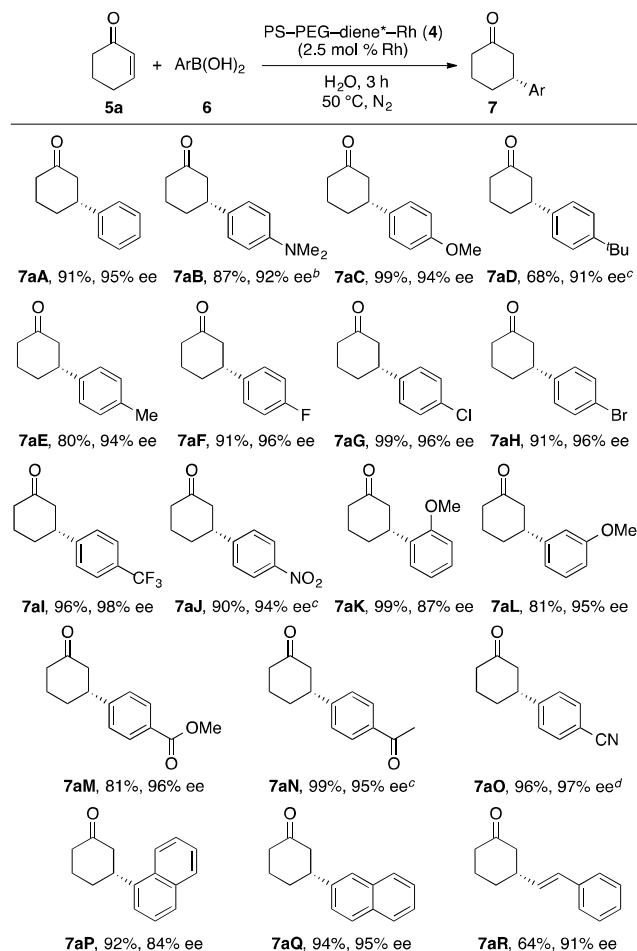 O
PS–PEG–diene*–Rh (4)
(2.5 mol % Rh)
O
+ ArB(OH)2
H2O, 3 h
50 °C, N2
Ar
5a 6 7
O O O O
NMe2 OMe tBu
7aA, 91%, 95% ee 7aB, 87%, 92% eeb 7aC, 99%, 94% ee 7aD, 68%, 91% eec
O O O O
Me F Cl Br
7aE, 80%, 94% ee 7aF, 91%, 96% ee 7aG, 99%, 96% ee 7aH, 91%, 96% ee
O O O OMe O OMe
CF3 NO2
7aI, 96%, 98% ee 7aJ, 90%, 94% eec 7aK, 99%, 87% ee 7aL, 81%, 95% ee
O O O
OMe
O O CN
7aM, 81%, 96% ee 7aN, 99%, 95% eec 7aO, 96%, 97% eed
O O O
7aP, 92%, 84% ee 7aQ, 94%, 95% ee 7aR, 64%, 91% ee